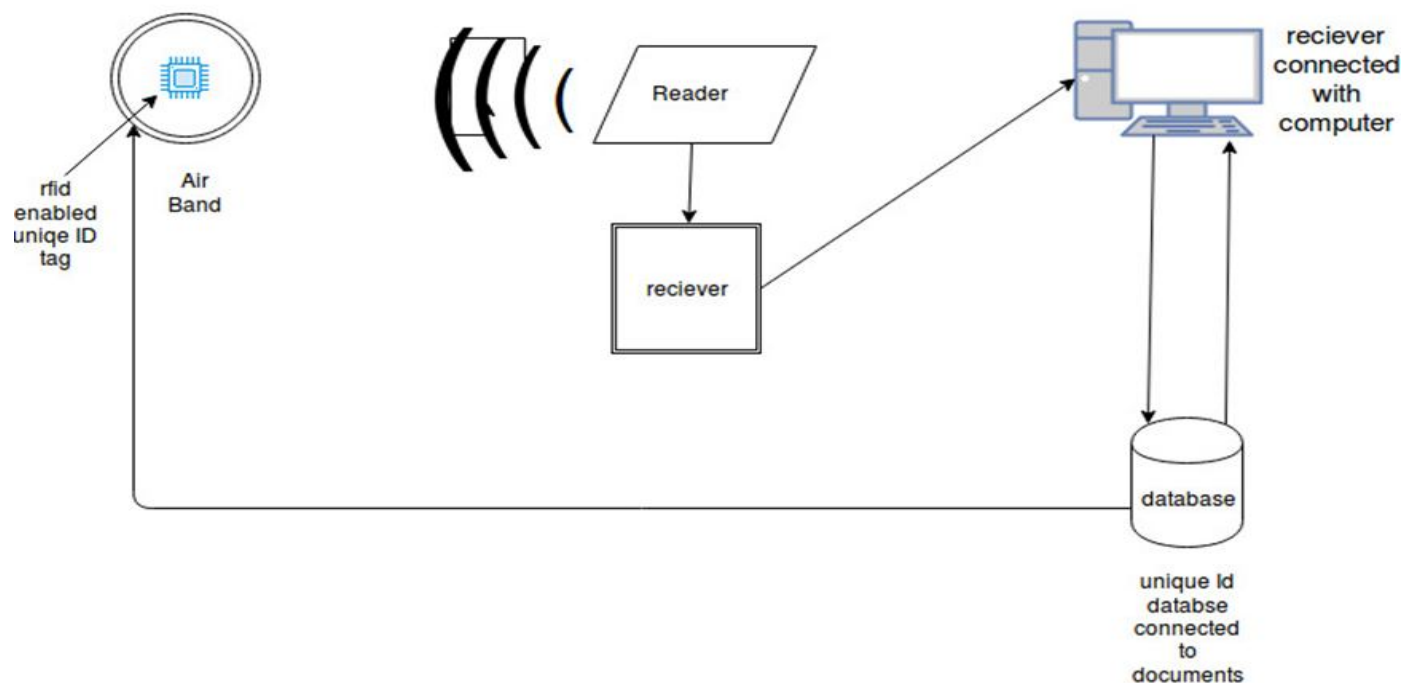 rfid
enabled
uniqe ID
tag
Air
Band
Reader
reciever
reciever
connected
with
computer
database
unique Id
databse
connected
to
documents